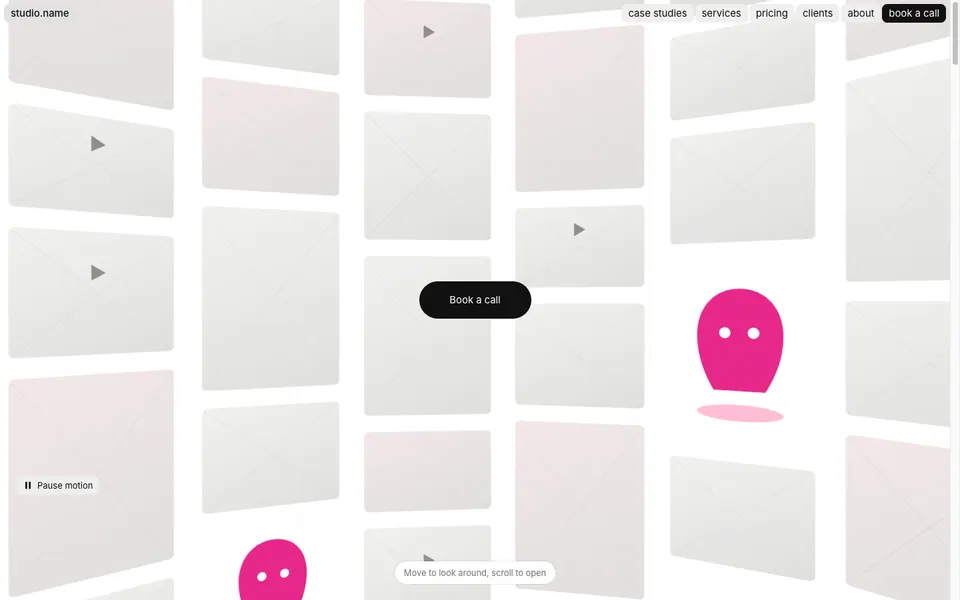 studio.name
case studies
services
pricing
clients
about
book a call
Book a call
Pause motion
Move to look around, scroll to open